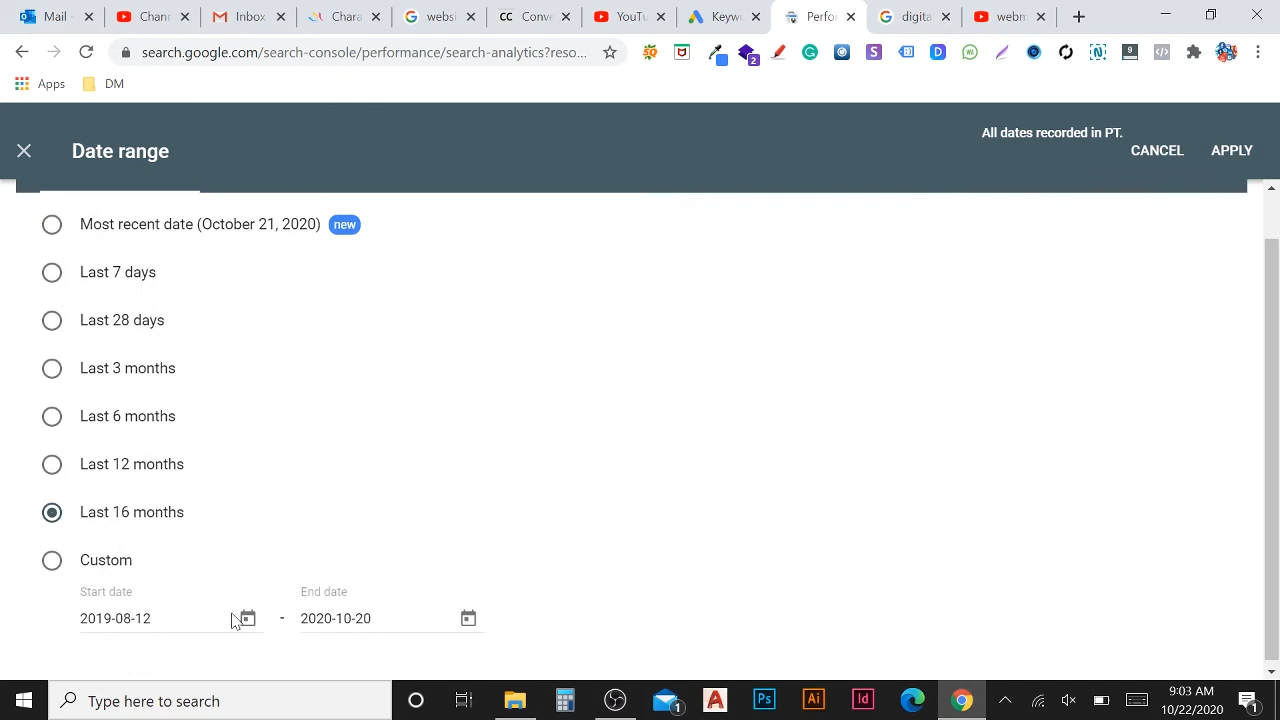 Mail -
Chann
Inbox
Chara
websi
CC Conve
YouTu
Keyw
Perfo
digita
webm
search.google.com/search-console/performance/search-analytics?reso...
Apps
DM
All dates recorded in PT.
Date range
CANCEL
APPLY
Most recent date (October 21, 2020) new
Last 7 days
Last 28 days
Last 3 months
Last 6 months
Last 12 months
Last 16 months
Custom
Start date
End date
2019-08-12 - 2020-10-20
Type here to search
9:03 AM
10/22/2020